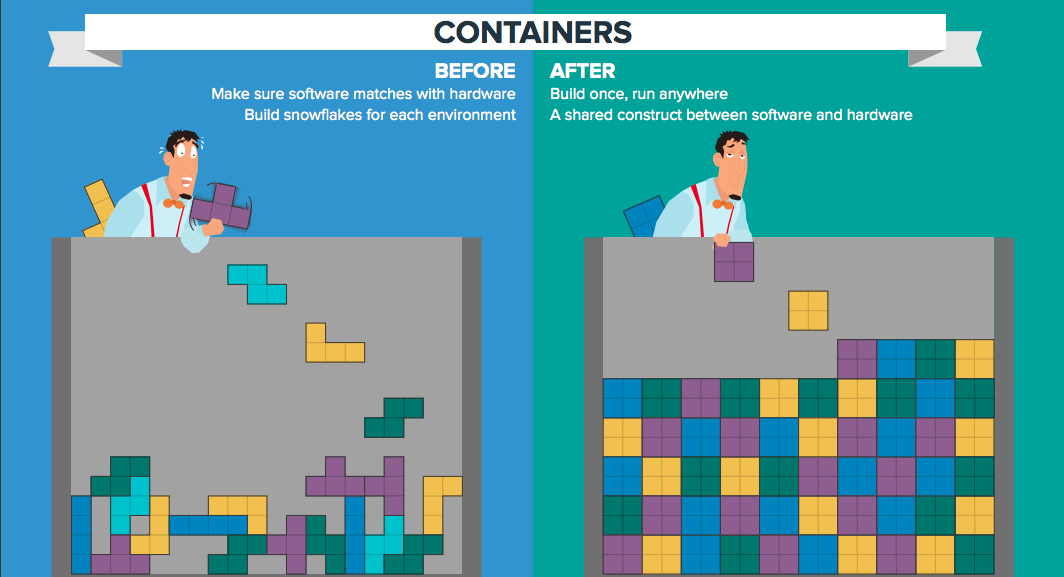 CONTAINERS
BEFORE
Make sure software matches with hardware
Build snowflakes for each environment
AFTER
Build once, run anywhere
A shared construct between software and hardware